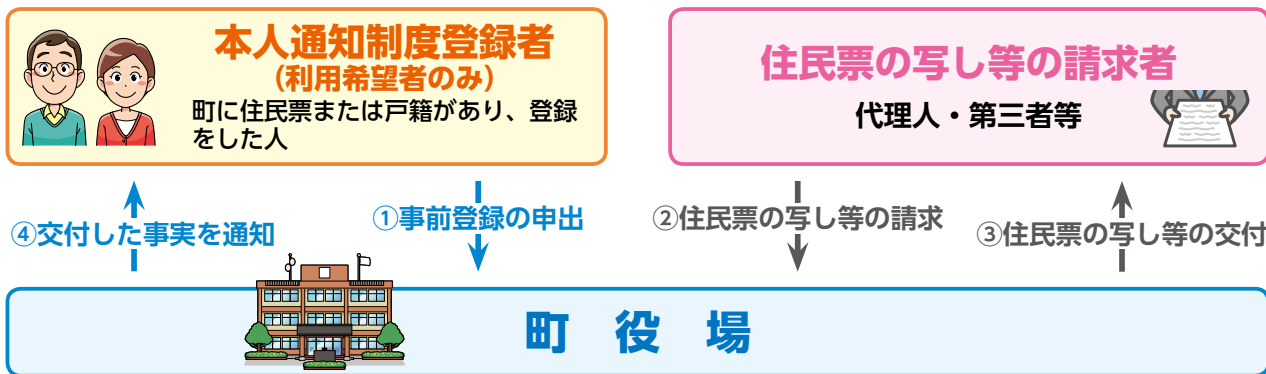 本人通知制度登録者
(利用希望者のみ)
町に住民票または戸籍があり、登録
をした人
住民票の写し等の請求者
代理人・第三者等
④交付した事実を通知
①事前登録の申出
②住民票の写し等の請求
③住民票の写し等の交付
町役場